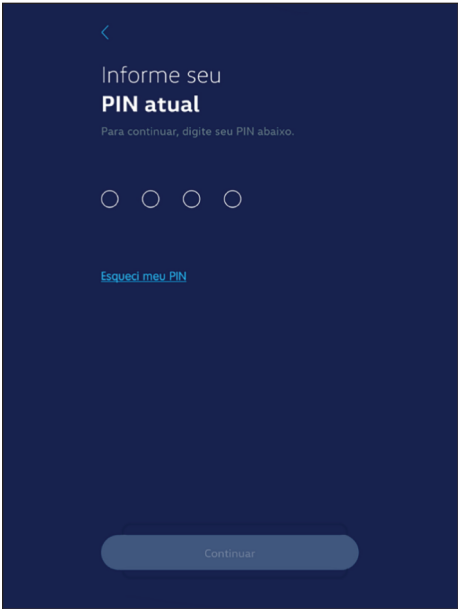 Informe seu
PIN atual
Para continuar, digite seu PIN abaixo.
Esqueci meu PIN
Continuar